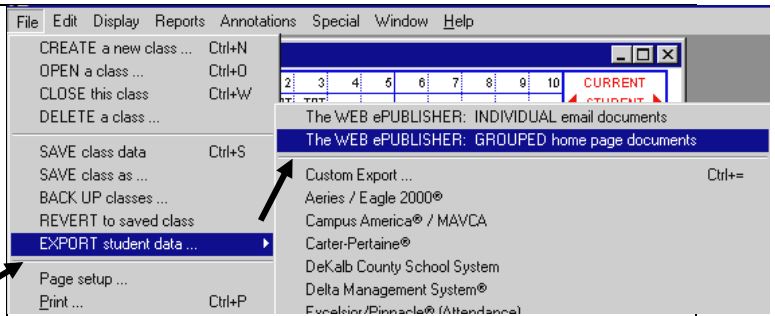 File Edit Display Reports Annotations Special Window Help
CREATE a new class ... Ctrl+N
OPEN a class ... Ctrl+O
CLOSE this class Ctrl+W
DELETE a class ...
SAVE class data Ctrl+S
SAVE class as ...
BACK UP classes ...
REVERT to saved class
EXPORT student data ...
Page setup ...
Print ... Ctrl+P
2 3 4 5 6 7 8 9 10 CURRENT
STUDENT
The WEB ePUBLISHER: INDIVIDUAL email documents
The WEB ePUBLISHER: GROUPED home page documents
Custom Export ... Ctrl+=
Aeries / Eagle 2000®
Campus America® / MAVCA
Carter-Pertaine®
DeKalb County School System
Delta Management System®
Excelsior/Pinnacle® (Attendance)